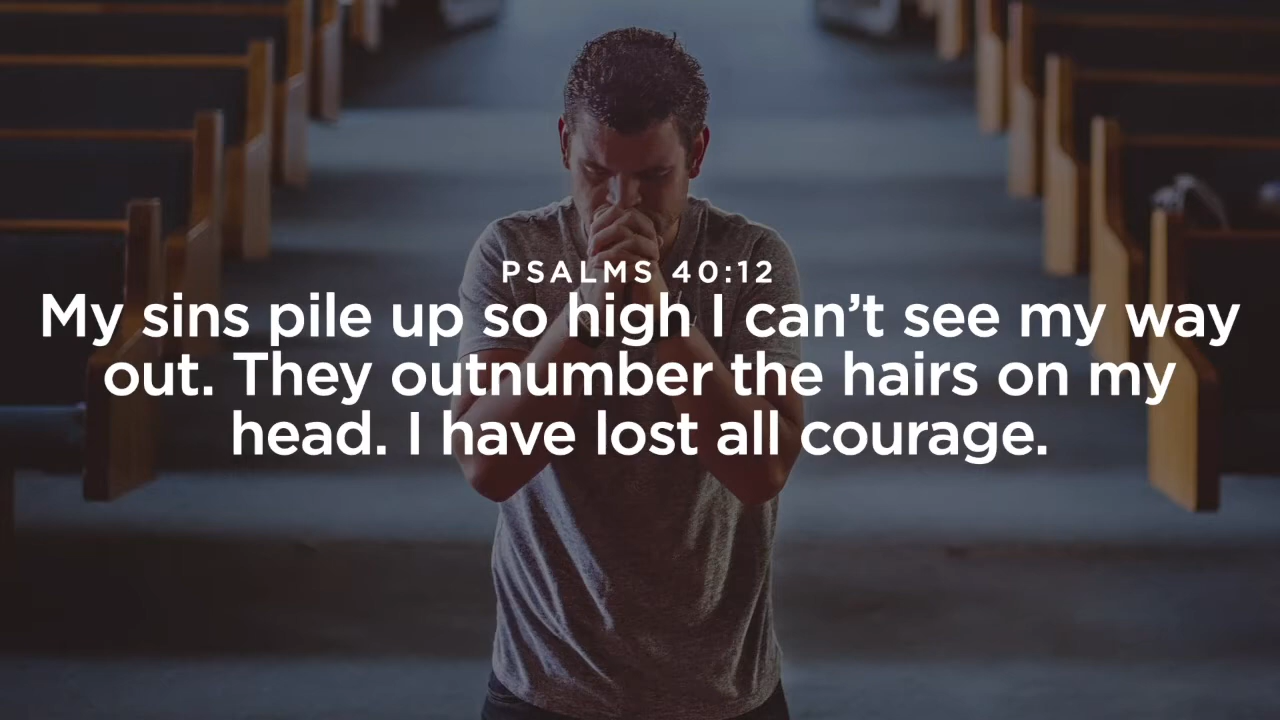 PSALMS 40:12
My sins pile up so high I can’t see my way
out. They outnumber the hairs on my
head. I have lost all courage.